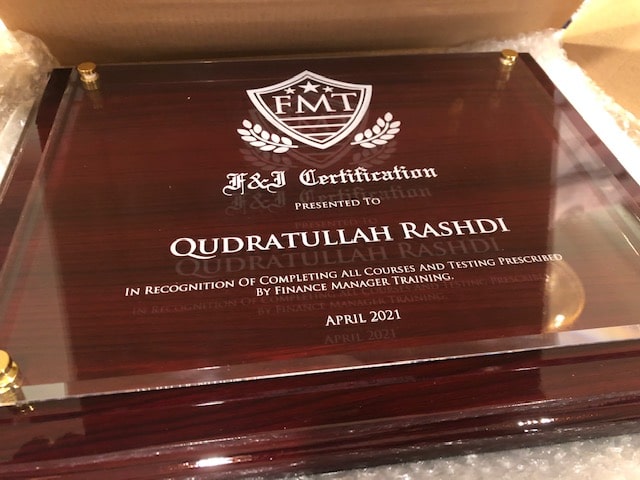 FMT
F&I Certification
Presented To
Qudratullah Rashdi
In Recognition Of Completing All Courses And Testing Prescribed
By Finance Manager Training.
April 2021